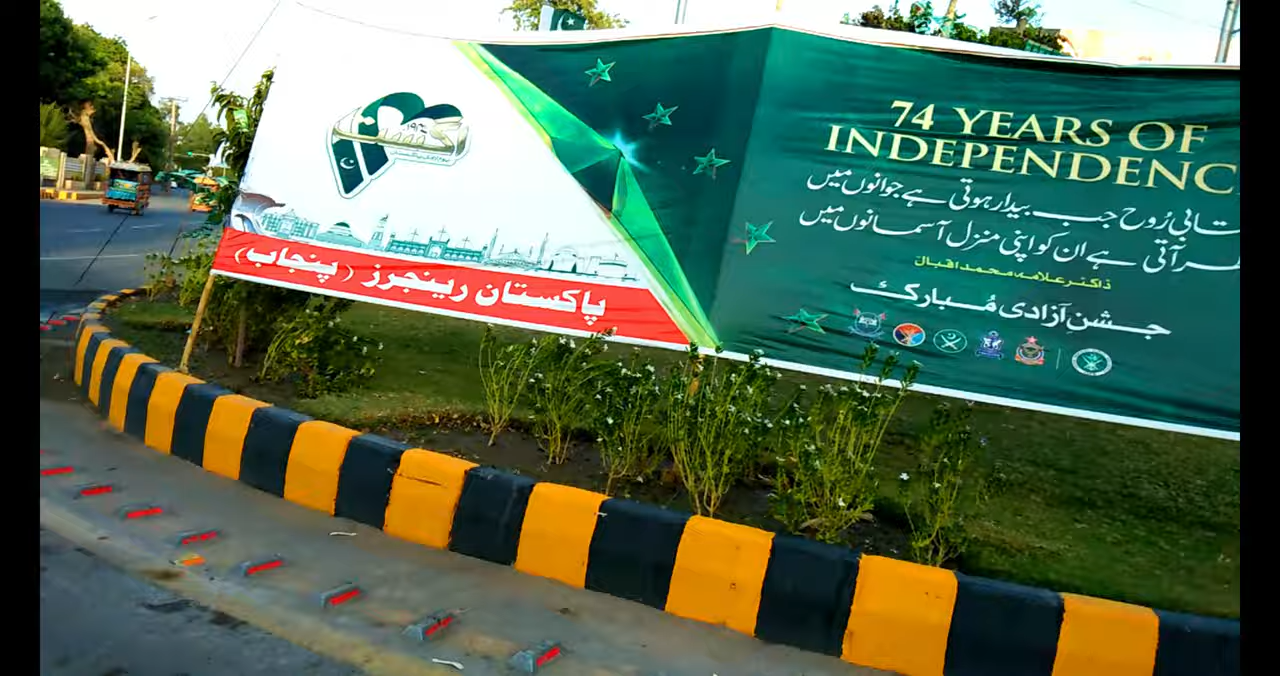 74 YEARS OF
INDEPENDENC
رُوح جب بیدار ہوتی ہے جوانوں میں
آتی ہے ان کو اپنی منزل آسمانوں میں
ڈاکٹر علامہ محمد اقبال
جشنِ آزادی مُبارک
پاکستان رینجرز (پنجاب)